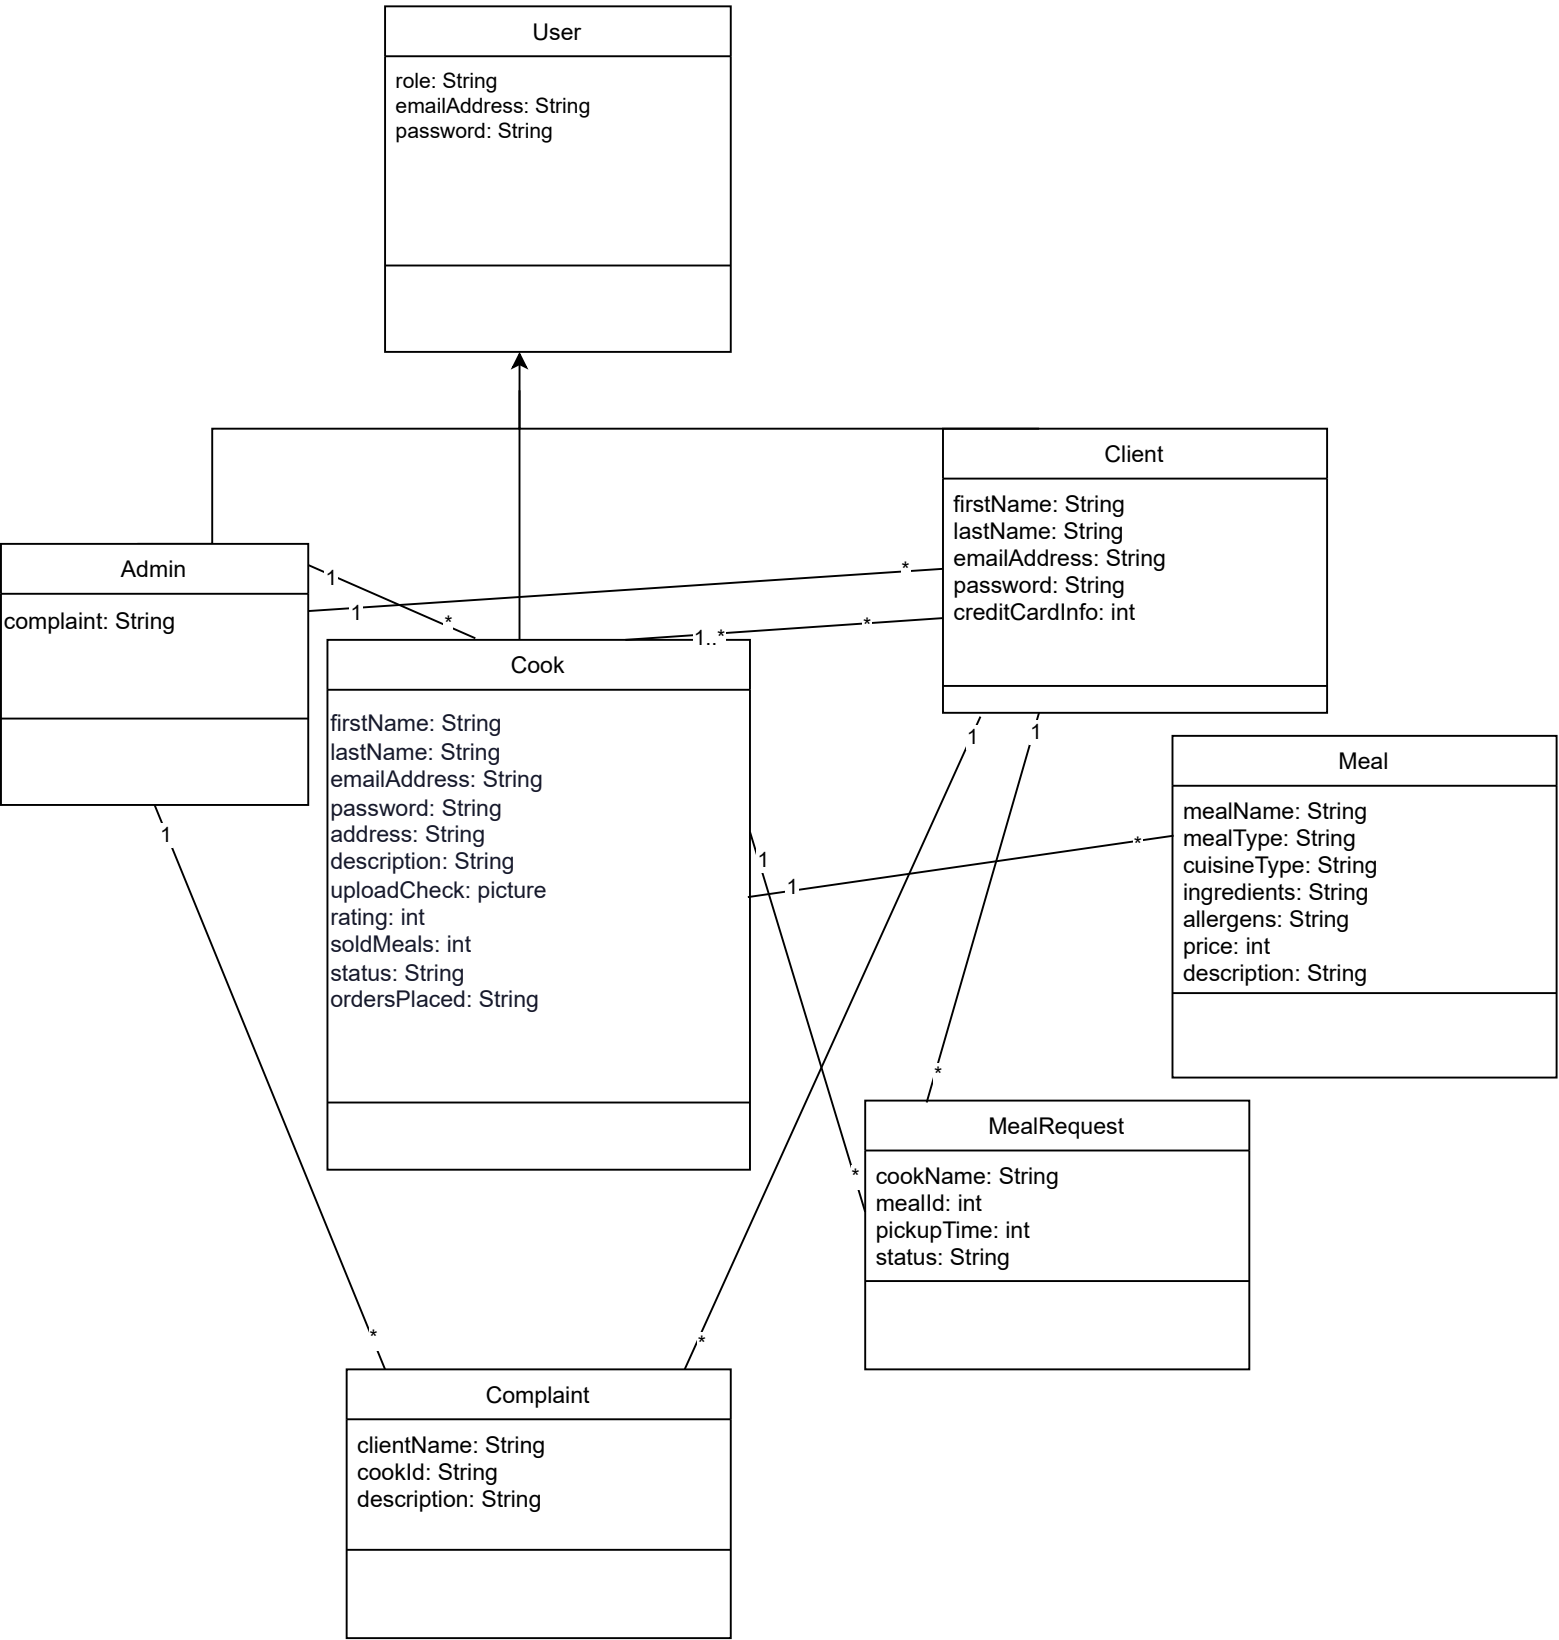 User
role: String
emailAddress: String
password: String
Client
firstName: String
lastName: String
emailAddress: String
password: String
creditCardInfo: int
Admin
complaint: String
1
*
1
*
1..*
*
Cook
firstName: String
lastName: String
emailAddress: String
password: String
address: String
description: String
uploadCheck: picture
rating: int
soldMeals: int
status: String
ordersPlaced: String
1
1
Meal
mealName: String
mealType: String
cuisineType: String
ingredients: String
allergens: String
price: int
description: String
1
1
1
*
*
*
MealRequest
cookName: String
mealId: int
pickupTime: int
status: String
*
*
Complaint
clientName: String
cookId: String
description: String